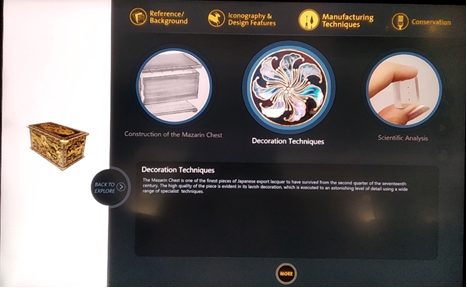 Reference/
Background
Iconography &
Design Features
Manufacturing
Techniques
Conservation
Construction of the Mazarin Chest
Decoration Techniques
Scientific Analysis
BACK TO
EXPLORE
Decoration Techniques
The Mazarin Chest is one of the finest pieces of Japanese export lacquer to have survived from the second quarter of the seventeenth
century. The high quality of the piece is evident in its lavish decoration, which is executed to an astonishing level of detail using a wide
range of specialist techniques.
MORE